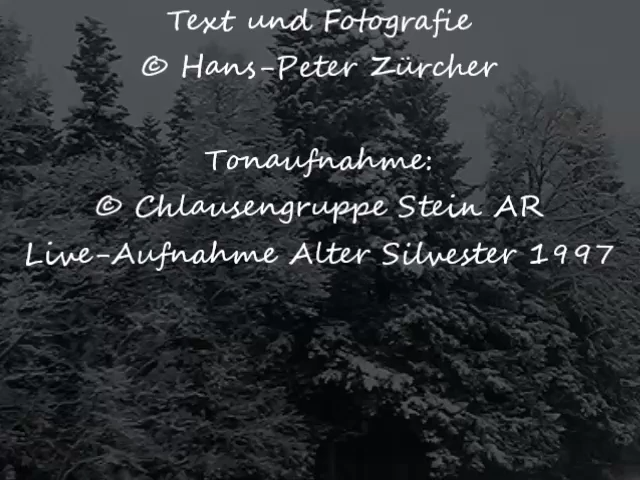 Text und Fotografie
© Hans-Peter Zürcher
Tonaufnahme:
© Chlausengruppe Stein AR
Live-Aufnahme Alter Silvester 1997